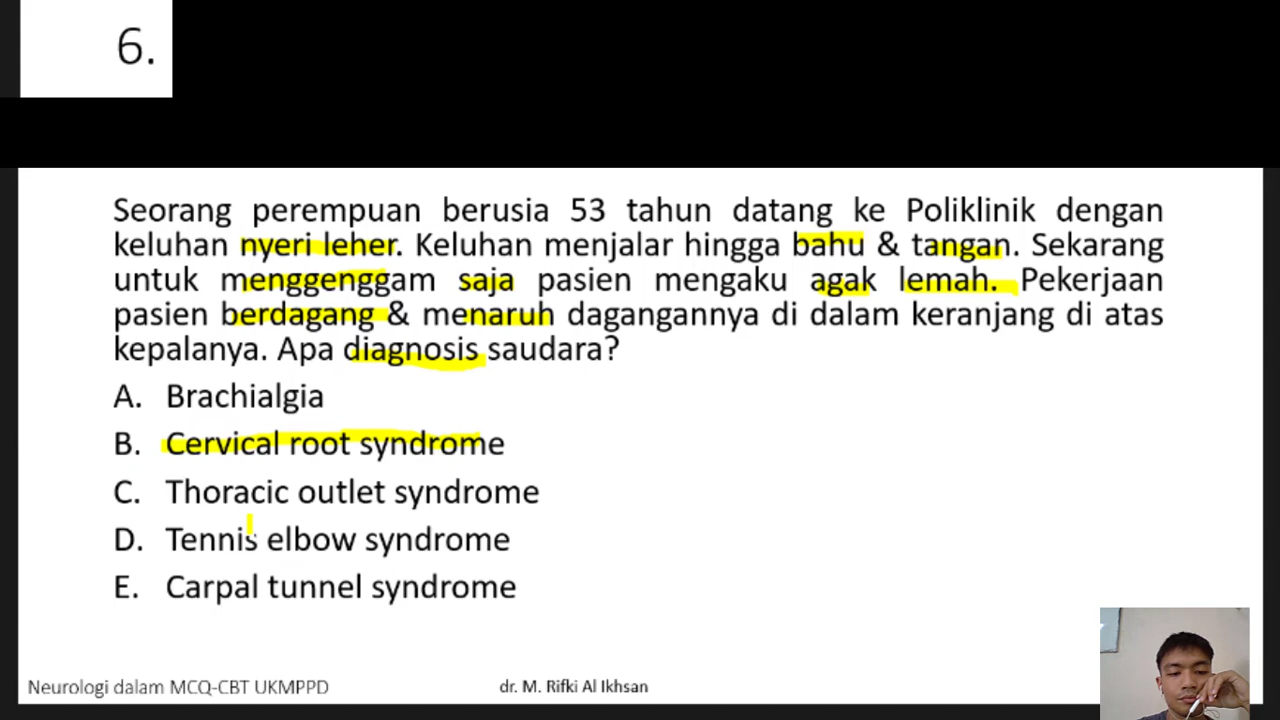 6.
Seorang perempuan berusia 53 tahun datang ke Poliklinik dengan
keluhan nyeri leher. Keluhan menjalar hingga bahu & tangan. Sekarang
untuk menggenggam saja pasien mengaku agak lemah. Pekerjaan
pasien berdagang & menaruh dagangannya di dalam keranjang di atas
kepalanya. Apa diagnosis saudara?
A. Brachialgia
B. Cervical root syndrome
C. Thoracic outlet syndrome
D. Tennis elbow syndrome
E. Carpal tunnel syndrome
Neurologi dalam MCQ-CBT UKMPPD dr. M. Rifki Al Ikhsan